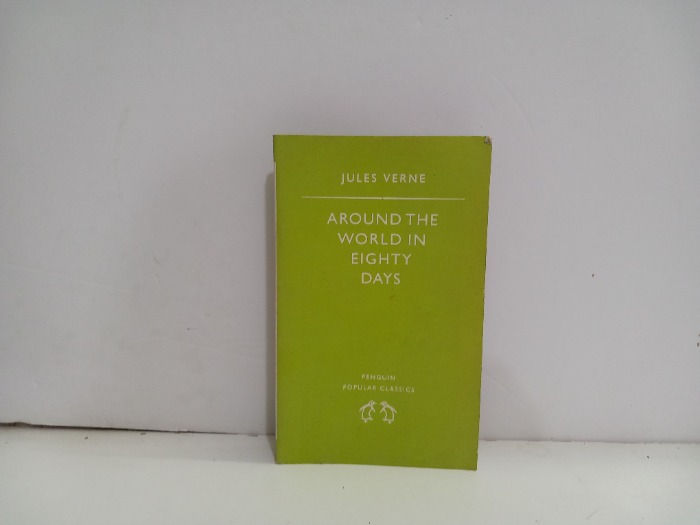 JULES VERNE
AROUND THE
WORLD IN
EIGHTY
DAYS
PENGUIN
POPULAR CLASSICS